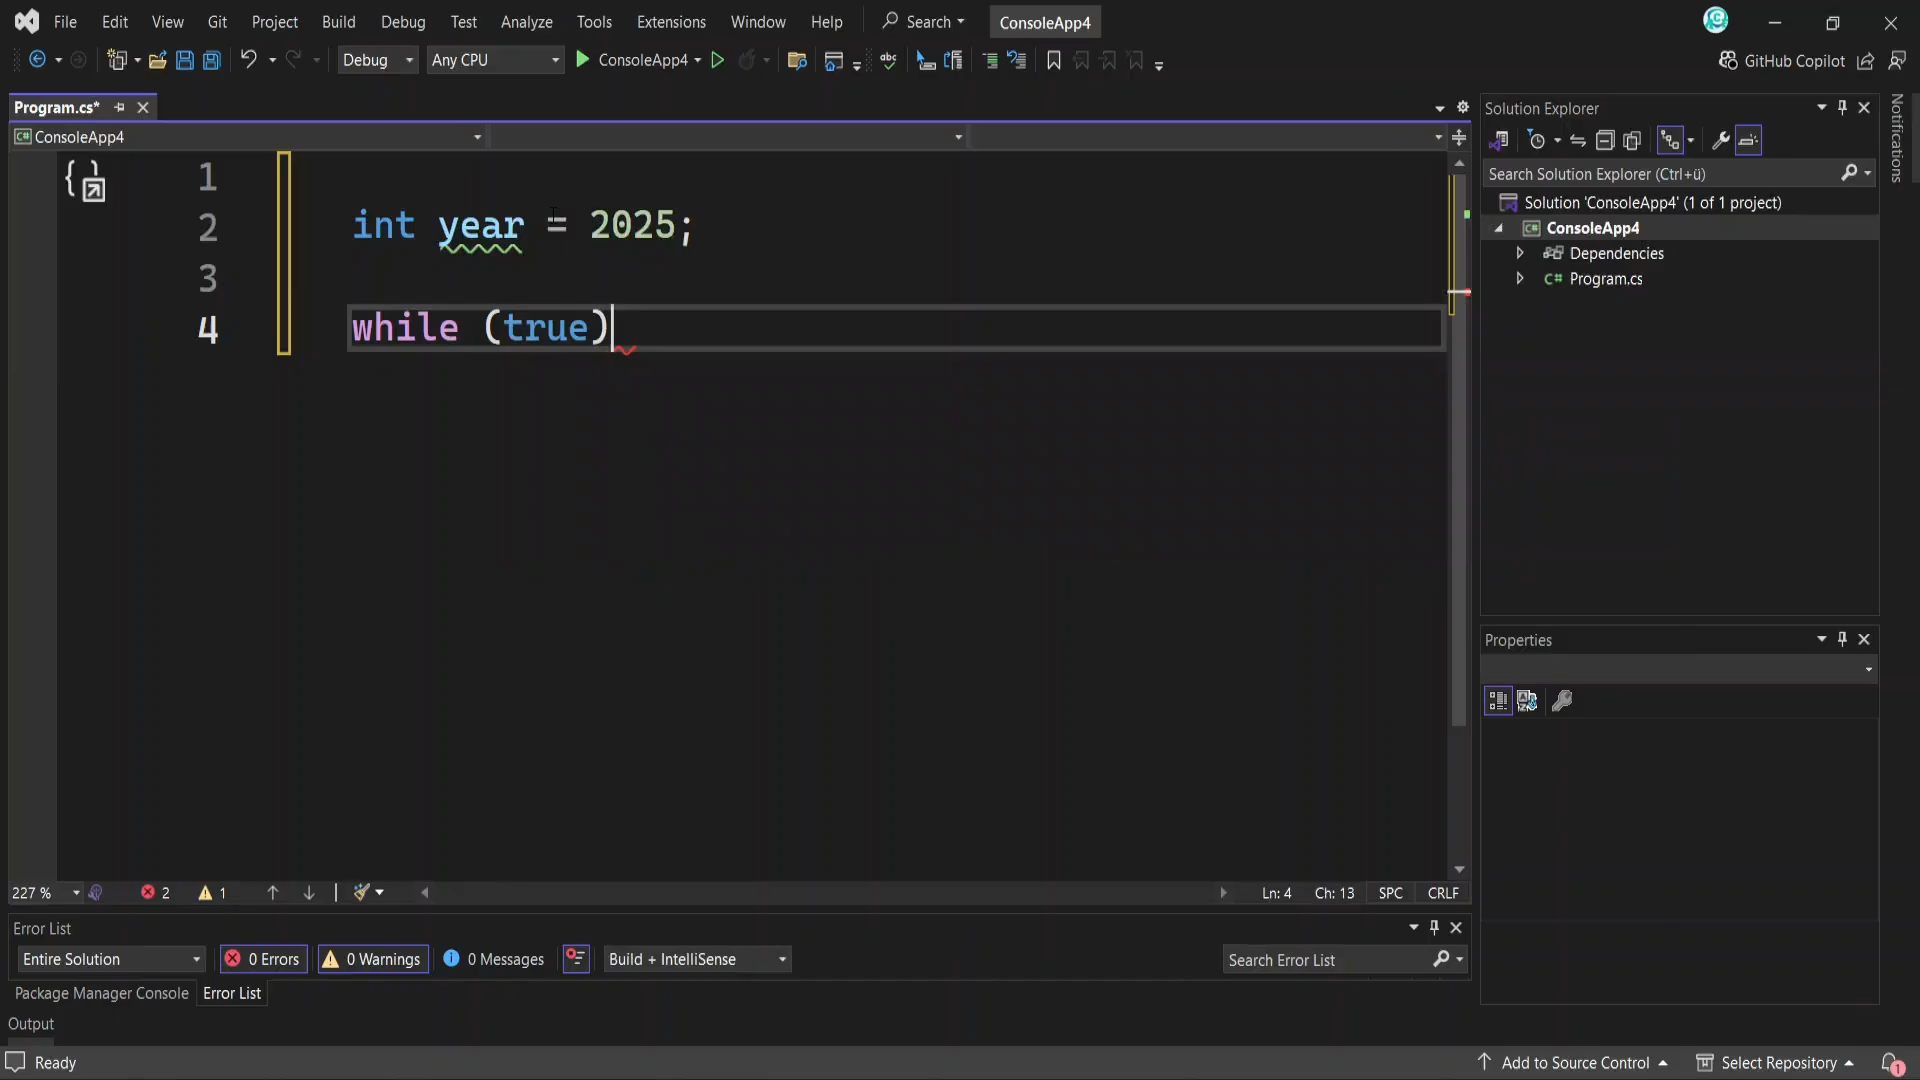 File Edit View Git Project Build Debug Test Analyze Tools Extensions Window Help Search ConsoleApp4
Debug Any CPU ConsoleApp4 GitHub Copilot
Program.cs*
ConsoleApp4
1
2 int year = 2025;
3
4 while (true)
227 % 2 1 Ln: 4 Ch: 13 SPC CRLF
Error List
Entire Solution 0 Errors 0 Warnings 0 Messages Build + IntelliSense Search Error List
Package Manager Console Error List
Output
Ready Add to Source Control Select Repository 1
Solution Explorer
Search Solution Explorer (Ctrl+ü)
Solution 'ConsoleApp4' (1 of 1 project)
C# ConsoleApp4
Dependencies
C# Program.cs
Properties
Notifications